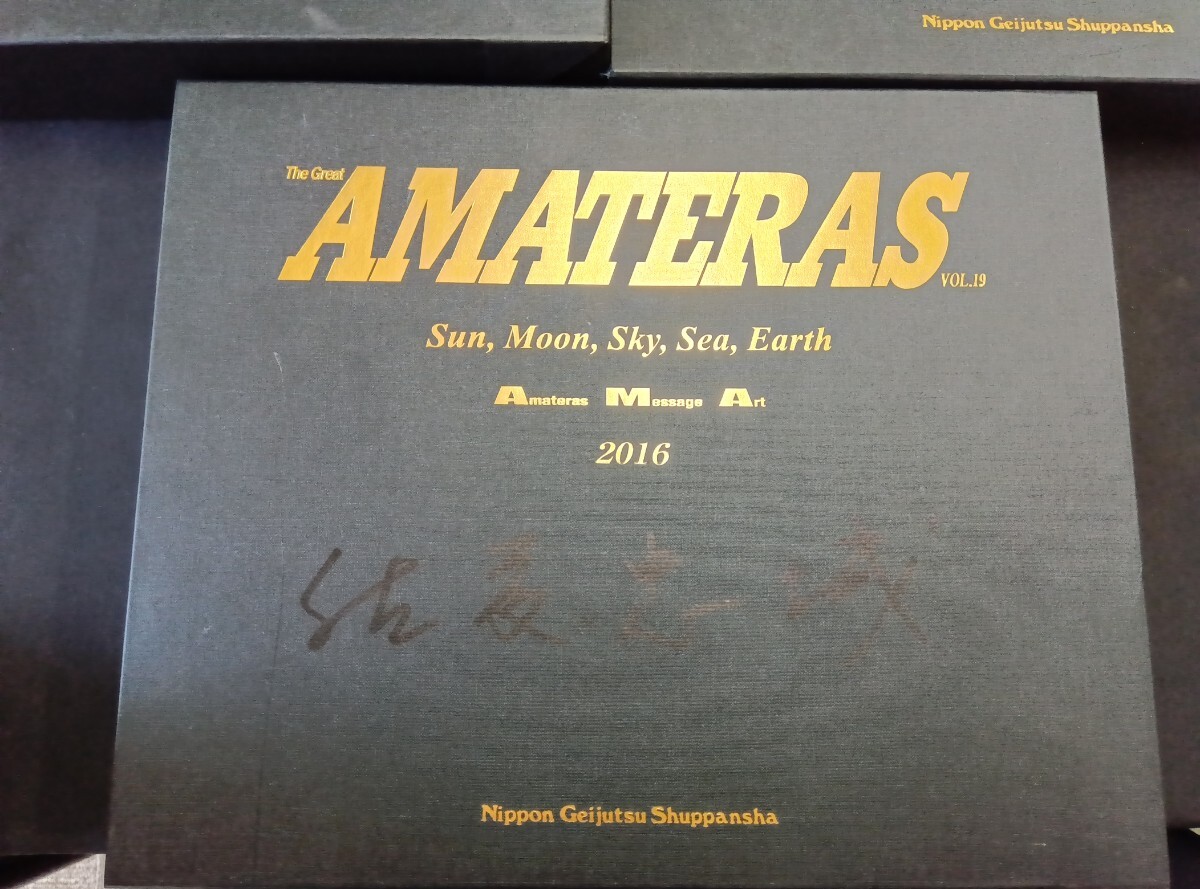 Nippon Geijutsu Shuppansha
The Great AMATERAS VOL.19
Sun, Moon, Sky, Sea, Earth
Amateras Message Art
2016
Nippon Geijutsu Shuppansha